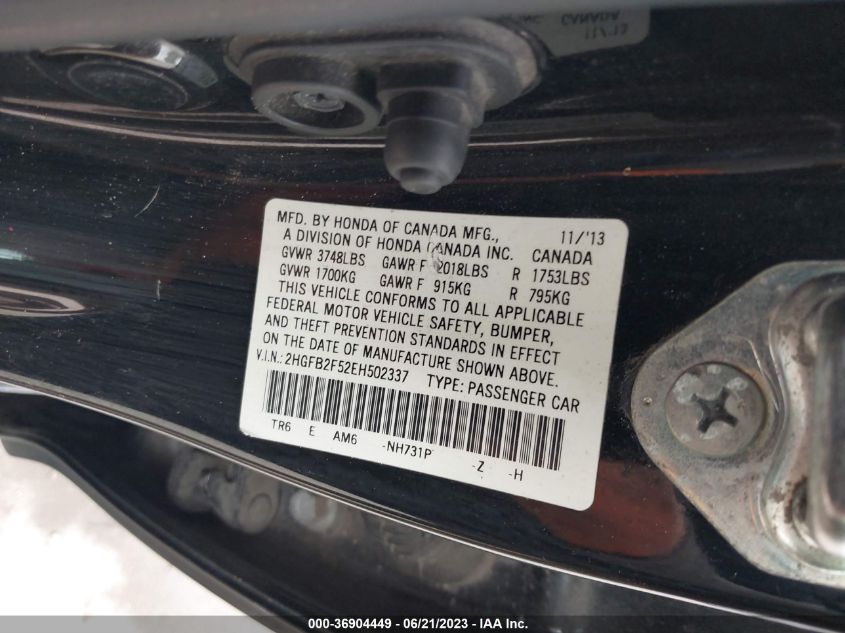 CANADA
11/'13
MFD. BY HONDA OF CANADA MFG., 11/'13
A DIVISION OF HONDA CANADA INC. CANADA
GVWR 3748LBS GAWR F 2018LBS R 1753LBS
GVWR 1700KG GAWR F 915KG R 795KG
THIS VEHICLE CONFORMS TO ALL APPLICABLE
FEDERAL MOTOR VEHICLE SAFETY, BUMPER,
AND THEFT PREVENTION STANDARDS IN EFFECT
ON THE DATE OF MANUFACTURE SHOWN ABOVE.
V.I.N.: 2HGFB2F52EH502337 TYPE: PASSENGER CAR
TR6 E AM6 -NH731P -Z -H
000-36904449 - 06/21/2023 - IAA Inc.